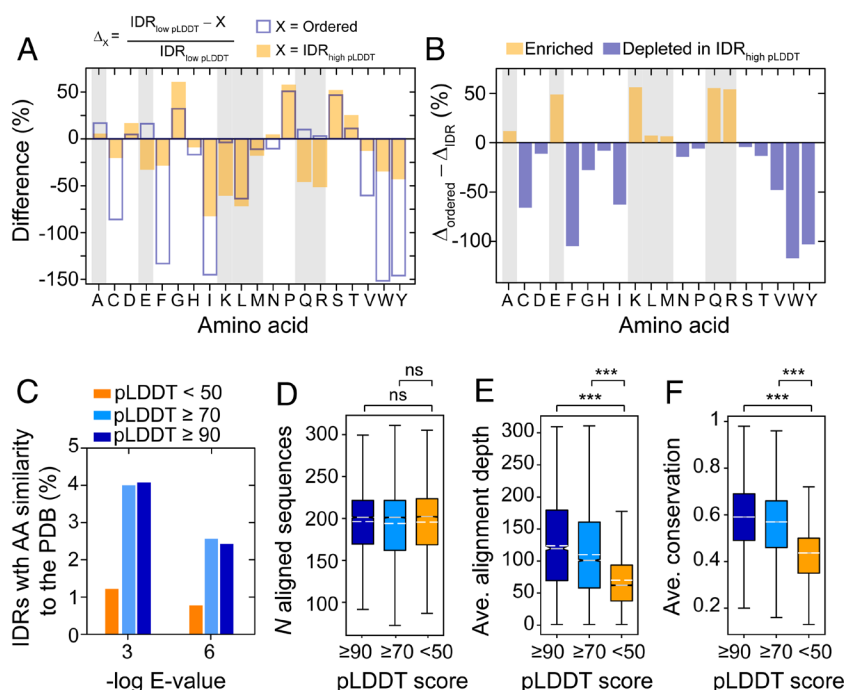 A
Δx = IDRlow pLDDT − X
IDRlow pLDDT
X = Ordered
X = IDRhigh pLDDT
Difference (%)
50
0
-50
-100
-150
A C D E F G H I K L M N P Q R S T V W Y
Amino acid
B
Enriched
Depleted in IDRhigh pLDDT
Δordered − ΔIDR (%)
50
0
-50
-100
A C D E F G H I K L M N P Q R S T V W Y
Amino acid
C
pLDDT < 50
pLDDT ≥ 70
pLDDT ≥ 90
IDRs wth AA similarity
to the PDB (%)
5
4
3
2
1
0
3 6
-log E-value
D
ns
ns
N aligned sequences
300
250
200
150
100
≥90 ≥70 <50
pLDDT score
E
***
***
Ave. alignment depth
300
250
200
150
100
50
0
≥90 ≥70 <50
pLDDT score
F
***
***
Ave. conservation
1
0.8
0.6
0.4
0.2
≥90 ≥70 <50
pLDDT score